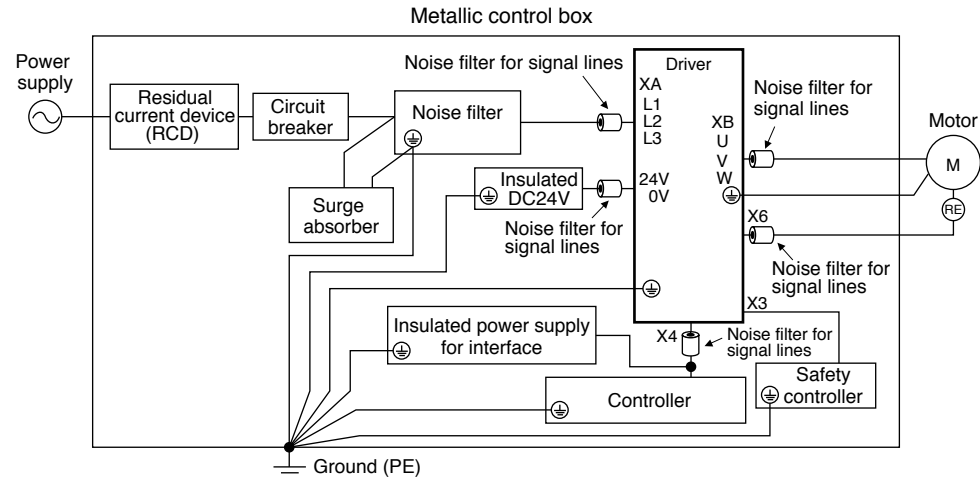 Metallic control box
Power
supply
Residual
current device
(RCD)
Circuit
breaker
Noise filter
Surge
absorber
Noise filter for signal lines
Insulated
DC24V
Noise filter for
signal lines
Driver
XA
L1
L2
L3
24V
0V
XB
U
V
W
X6
X3
X4
Noise filter for
signal lines
Motor
M
RE
Noise filter for
signal lines
Insulated power supply
for interface
Noise filter for
signal lines
Controller
Safety
controller
Ground (PE)